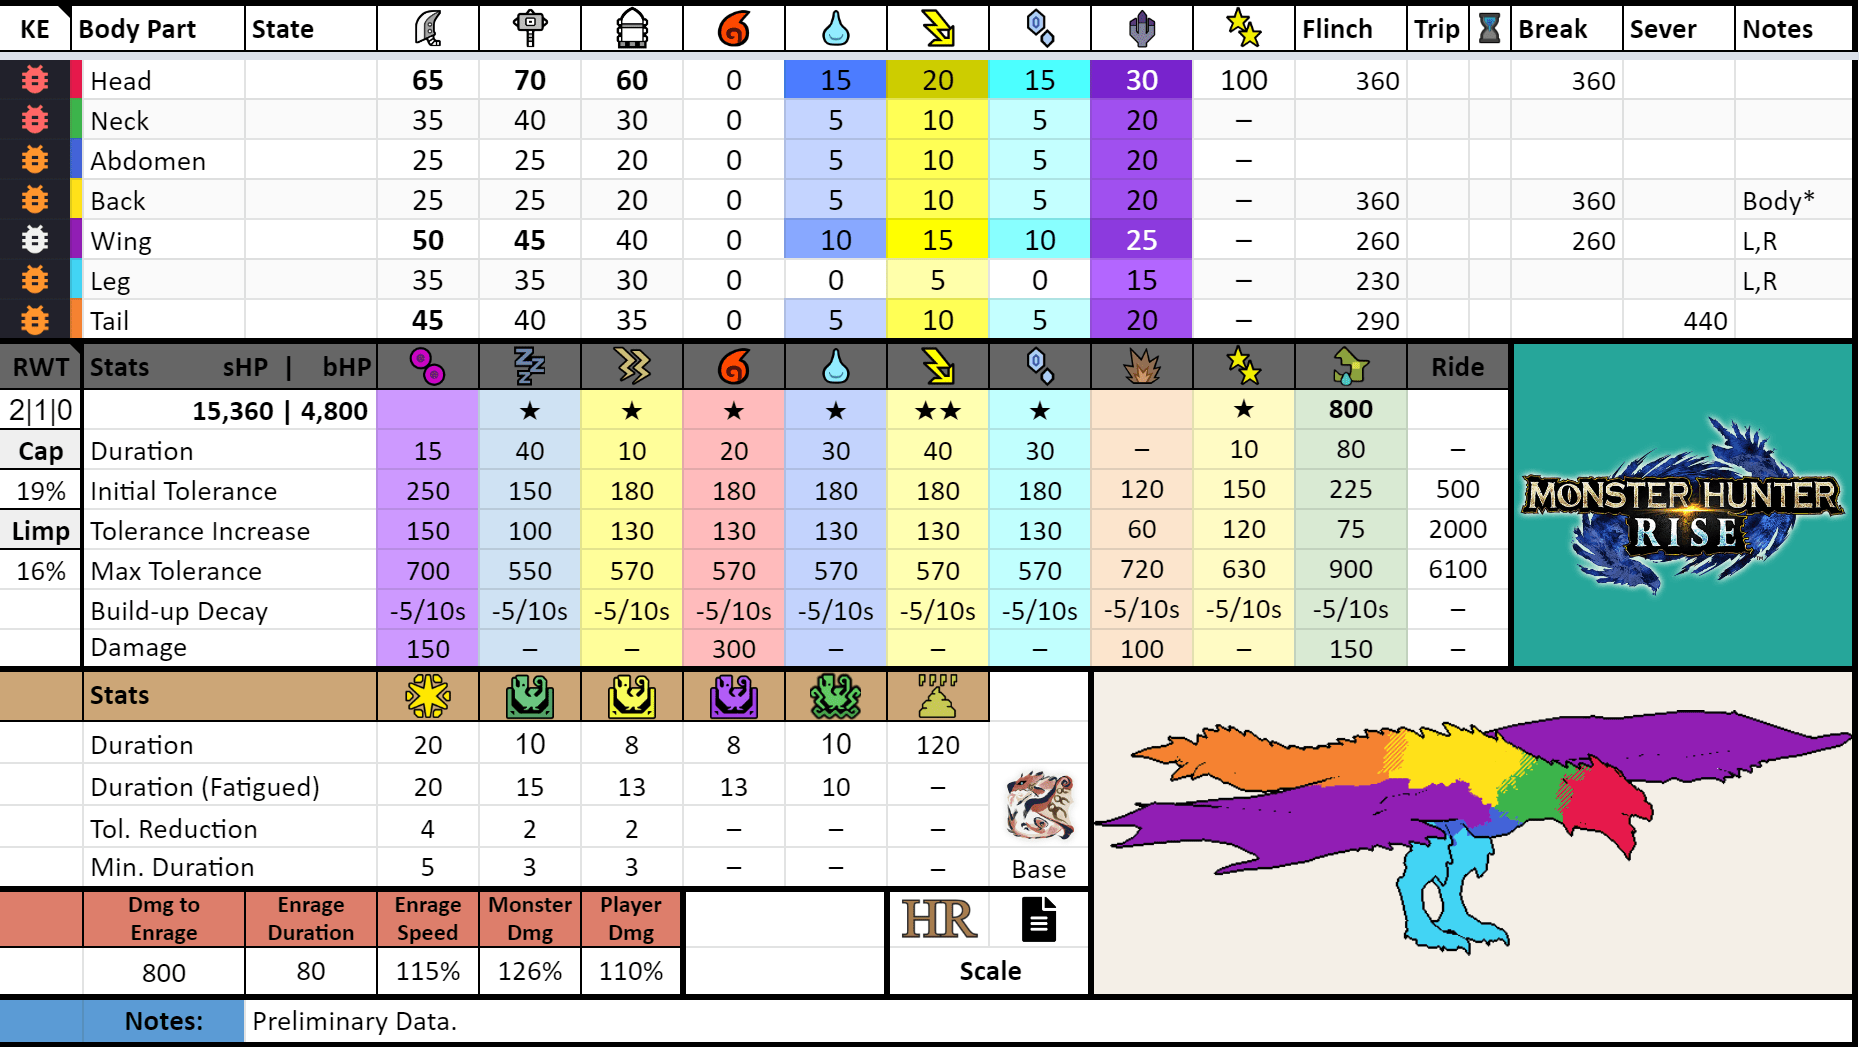 KE Body Part State Flinch Trip Break Sever Notes
Head 65 70 60 0 15 20 15 30 100 360 360
Neck 35 40 30 0 5 10 5 20 –
Abdomen 25 25 20 0 5 10 5 20 –
Back 25 25 20 0 5 10 5 20 – 360 360 Body*
Wing 50 45 40 0 10 15 10 25 – 260 260 L,R
Leg 35 35 30 0 0 5 0 15 – 230 L,R
Tail 45 40 35 0 5 10 5 20 – 290 440
RWT Stats sHP | bHP Ride
2|1|0 15,360 | 4,800 ★ ★ ★ ★ ★★ ★ ★ 800
Cap Duration 15 40 10 20 30 40 30 – 10 80 –
19% Initial Tolerance 250 150 180 180 180 180 180 120 150 225 500
Limp Tolerance Increase 150 100 130 130 130 130 130 60 120 75 2000
16% Max Tolerance 700 550 570 570 570 570 570 720 630 900 6100
Build-up Decay -5/10s -5/10s -5/10s -5/10s -5/10s -5/10s -5/10s -5/10s -5/10s -5/10s –
Damage 150 – – 300 – – – 100 – 150 –
MONSTER HUNTER
RISE
Stats
Duration 20 10 8 8 10 120
Duration (Fatigued) 20 15 13 13 10 –
Tol. Reduction 4 2 2 – – –
Min. Duration 5 3 3 – – – Base
Dmg to Enrage Enrage Monster Player
Enrage Duration Speed Dmg Dmg
HR
800 80 115% 126% 110% Scale
Notes: Preliminary Data.